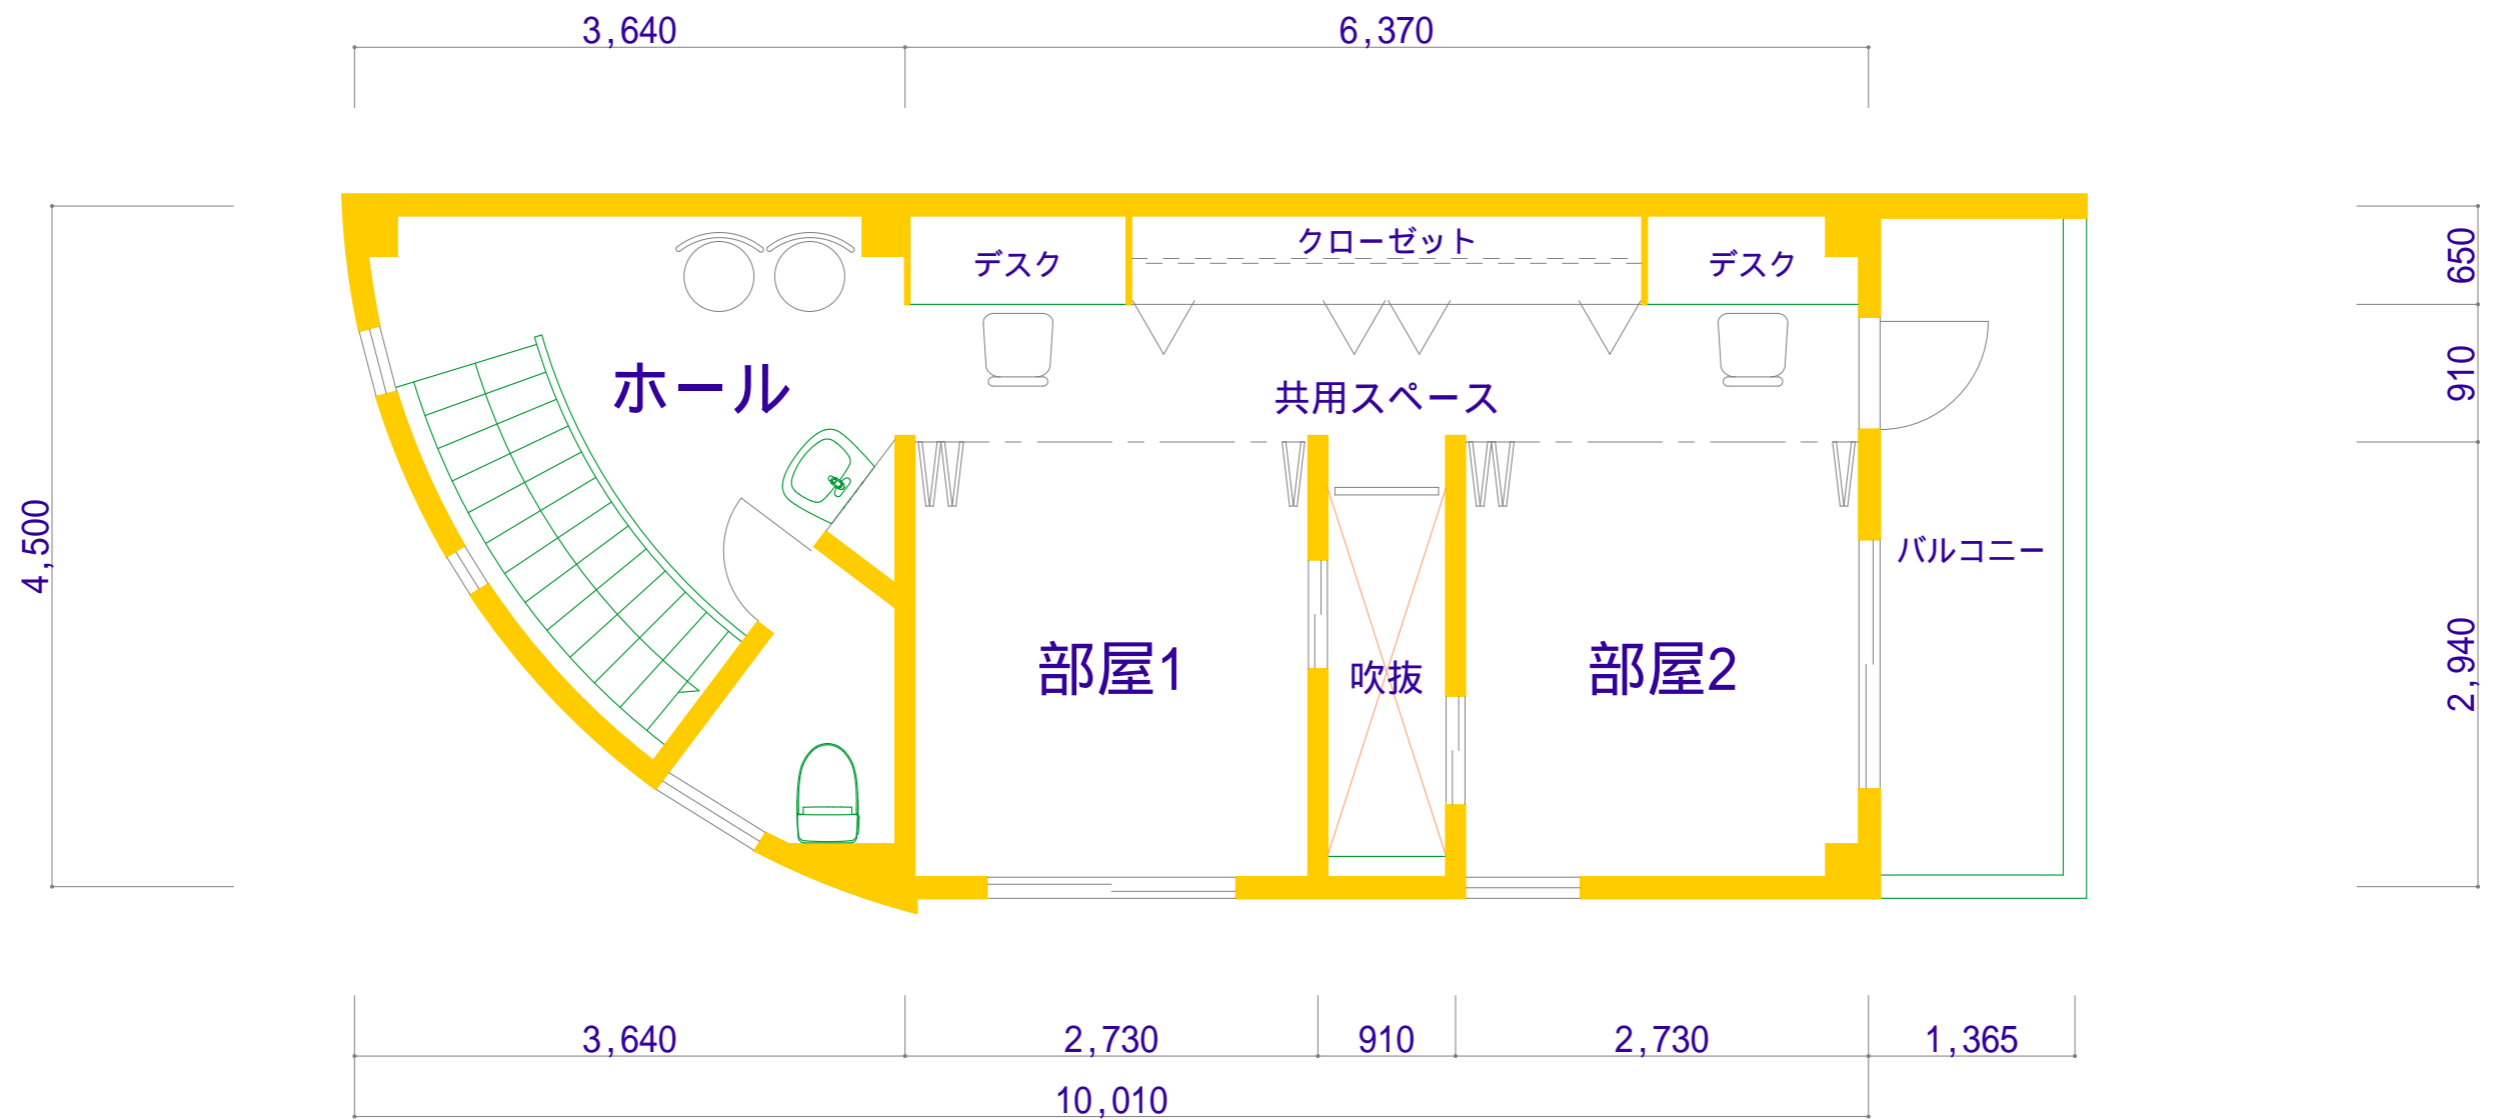 3,640
6,370
クローゼット
デスク
デスク
650
ホール
共用スペース
910
4,500
バルコニー
部屋1
吹抜
部屋2
2,940
3,640
2,730
910
2,730
1,365
10,010